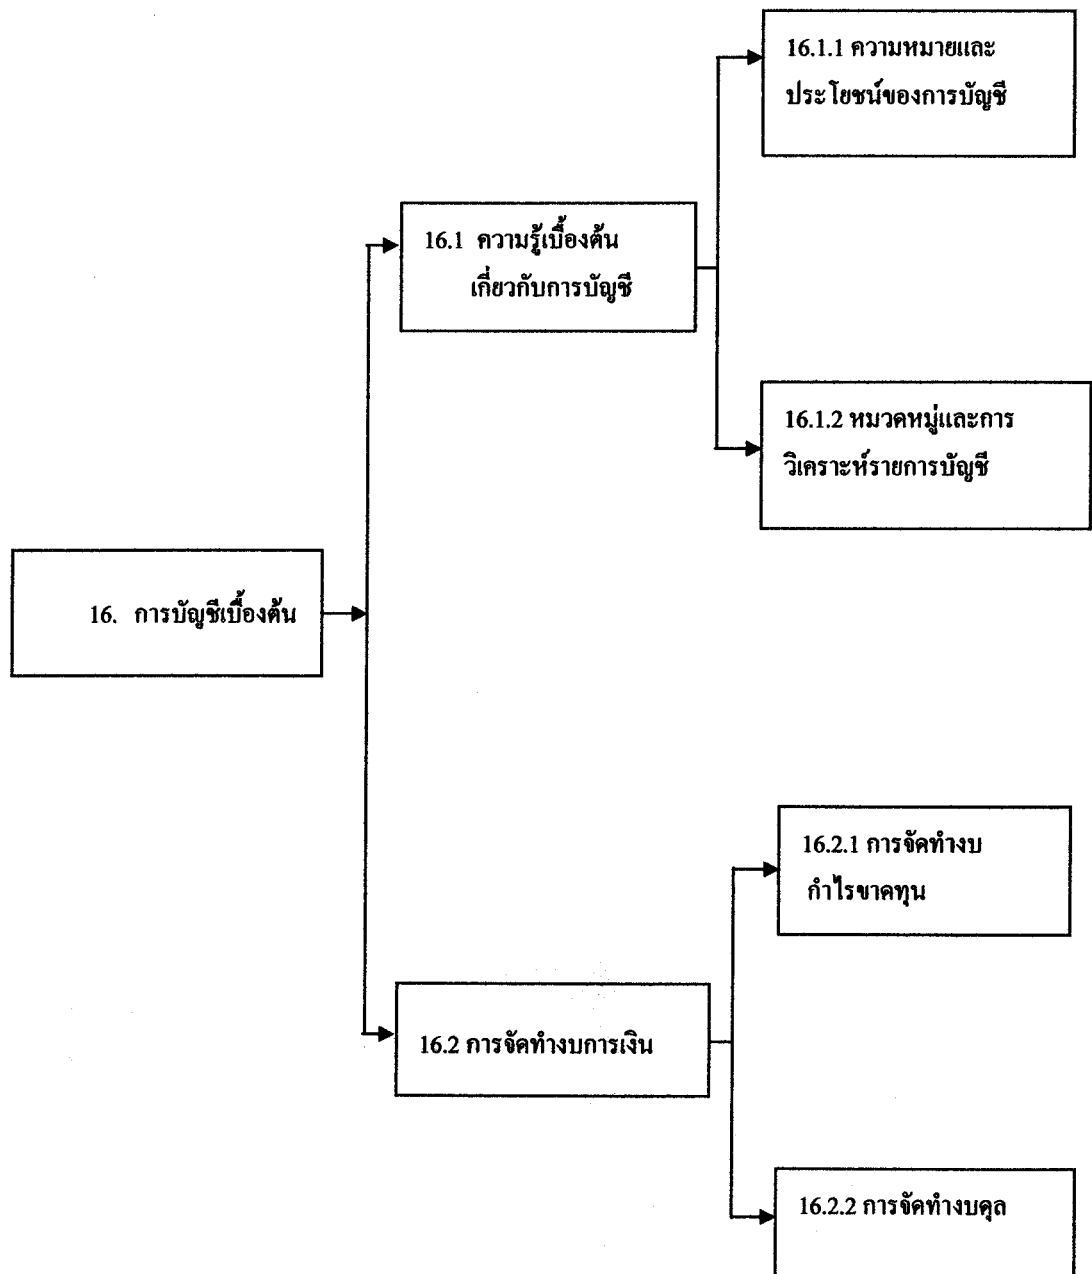 16.1.1 ความหมายและ
ประโยชน์ของการบัญชี
16.1 ความรู้เบื้องต้น
เกี่ยวกับการบัญชี
16.1.2 หมวดหมู่และการ
วิเคราะห์รายการบัญชี
16. การบัญชีเบื้องต้น
16.2.1 การจัดทำงบ
กำไรขาดทุน
16.2 การจัดทำงบการเงิน
16.2.2 การจัดทำงบดุล